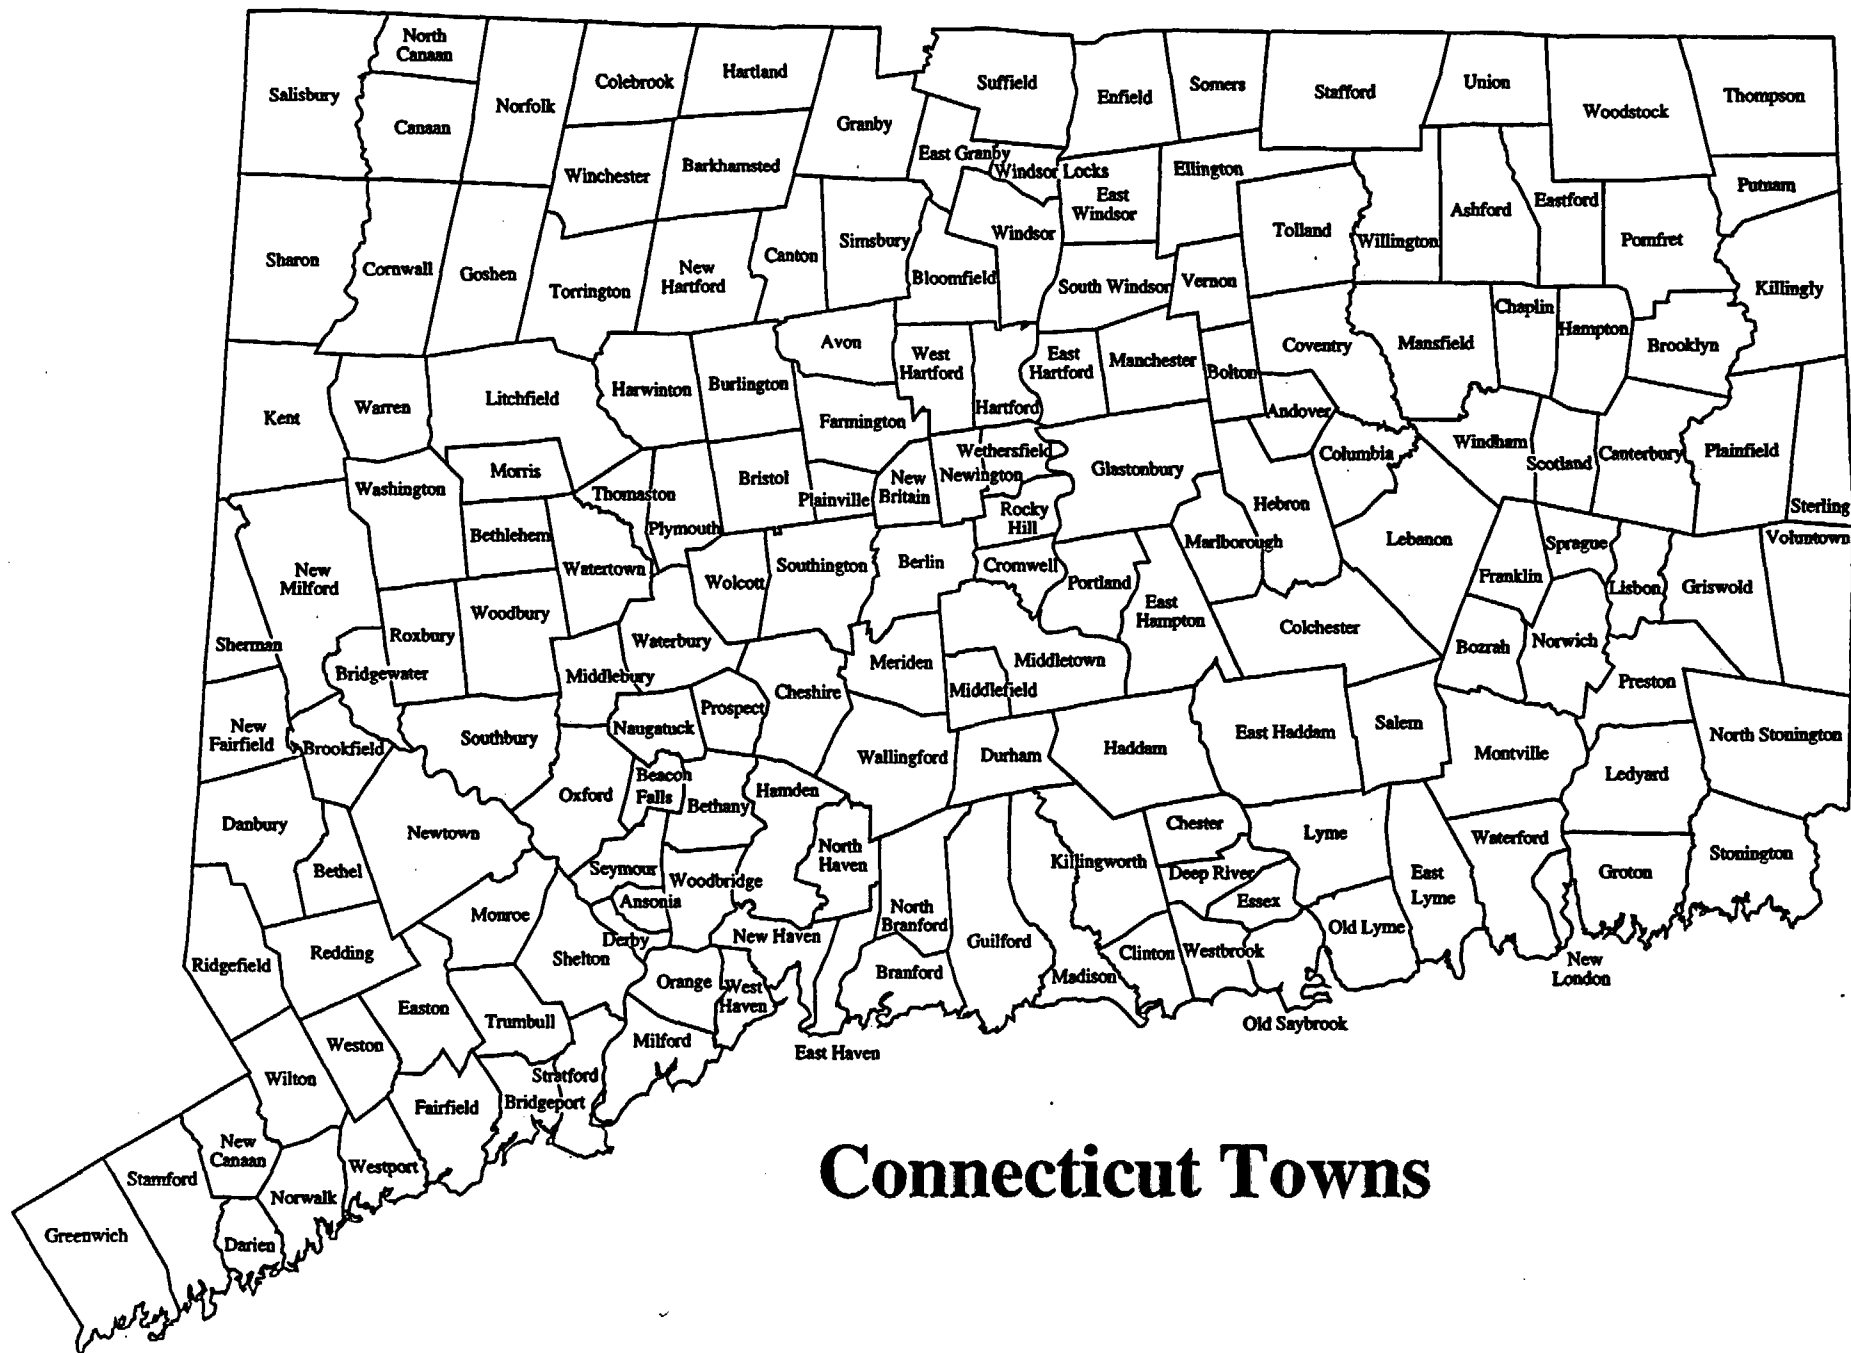 North
Canaan
Salisbury
Canaan
Norfolk
Colebrook
Hartland
Granby
Suffield
Enfield
Somers
Stafford
Union
Woodstock
Thompson
Winchester
Barkhamsted
East Granby
Windsor Locks
East
Windsor
Ellington
Tolland
Willington
Ashford
Eastford
Pomfret
Putnam
Sharon
Cornwall
Goshen
Torrington
New
Hartford
Canton
Simsbury
Bloomfield
Windsor
South Windsor
Vernon
Killingly
Kent
Warren
Litchfield
Harwinton
Burlington
Avon
West
Hartford
Hartford
East
Hartford
Manchester
Bolton
Coventry
Mansfield
Chaplin
Hampton
Brooklyn
Andover
Farmington
Morris
Washington
Thomaston
Bristol
Plainville
New
Britain
Newington
Wethersfield
Glastonbury
Hebron
Columbia
Windham
Scotland
Canterbury
Plainfield
Sterling
New
Milford
Bethlehem
Watertown
Plymouth
Wolcott
Southington
Berlin
Rocky
Hill
Cromwell
Portland
Marlborough
Lebanon
Franklin
Sprague
Lisbon
Griswold
Voluntown
Sherman
Bridgewater
Roxbury
Woodbury
Middlebury
Waterbury
Cheshire
Meriden
Middlefield
Middletown
East
Hampton
Colchester
Bozrah
Norwich
Preston
New
Fairfield
Brookfield
Southbury
Naugatuck
Prospect
Wallingford
Durham
Haddam
East Haddam
Salem
Montville
Ledyard
North Stonington
Danbury
Bethel
Newtown
Oxford
Beacon
Falls
Bethany
Hamden
North
Haven
Killingworth
Chester
Deep River
Essex
Lyme
East
Lyme
Waterford
Groton
Stonington
Seymour
Woodbridge
Ansonia
Derby
New Haven
North
Branford
Guilford
Madison
Clinton
Westbrook
Old Lyme
New
London
Ridgefield
Redding
Monroe
Shelton
Orange
West
Haven
Branford
East Haven
Old Saybrook
Easton
Trumbull
Milford
Wilton
Weston
Stratford
Fairfield
Bridgeport
New
Canaan
Stamford
Westport
Norwalk
Greenwich
Darien
Connecticut Towns